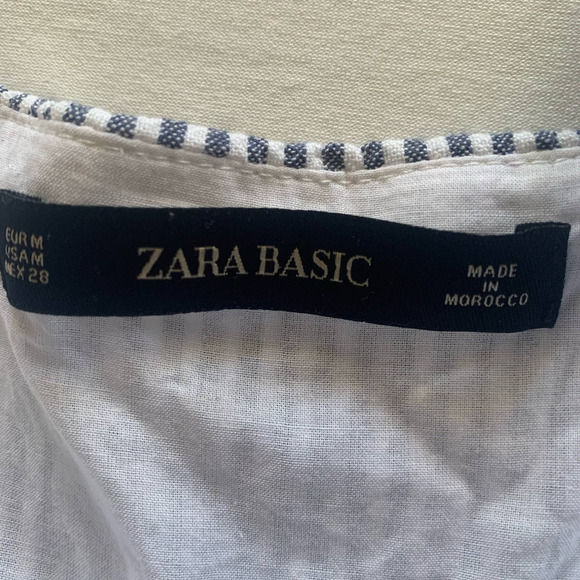 EUR M
USA M
MEX 28
ZARA BASIC
MADE
IN
MOROCCO